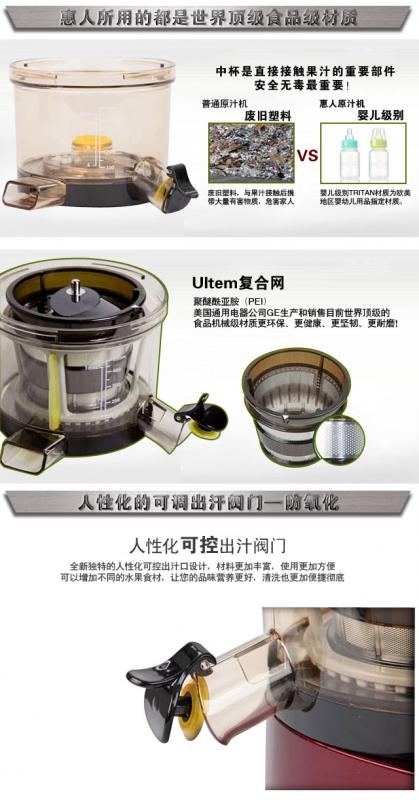 惠人所用的都是世界顶级食品级材质
中杯是直接接触果汁的重要部件
安全无毒最重要！
普通原汁机
废旧塑料
惠人原汁机
婴儿级别
VS
废旧塑料，与果汁接触后携
带大量有害物质，危害家人
婴儿级别TRITAN材质为欧美
地区婴幼儿用品指定材质。
Ultem复合网
聚醚酰亚胺（PEI）
美国通用电器公司GE生产和销售目前世界顶级的
食品机械级材质更环保、更健康、更坚韧、更耐磨!
人性化的可调出汁阀门—防氧化
人性化可控出汁阀门
全新独特的人性化可控出汁口设计，材料更加丰富，使用更加方便
可以增加不同的水果食材，让您的品味营养更好，清洗也更加便捷彻底